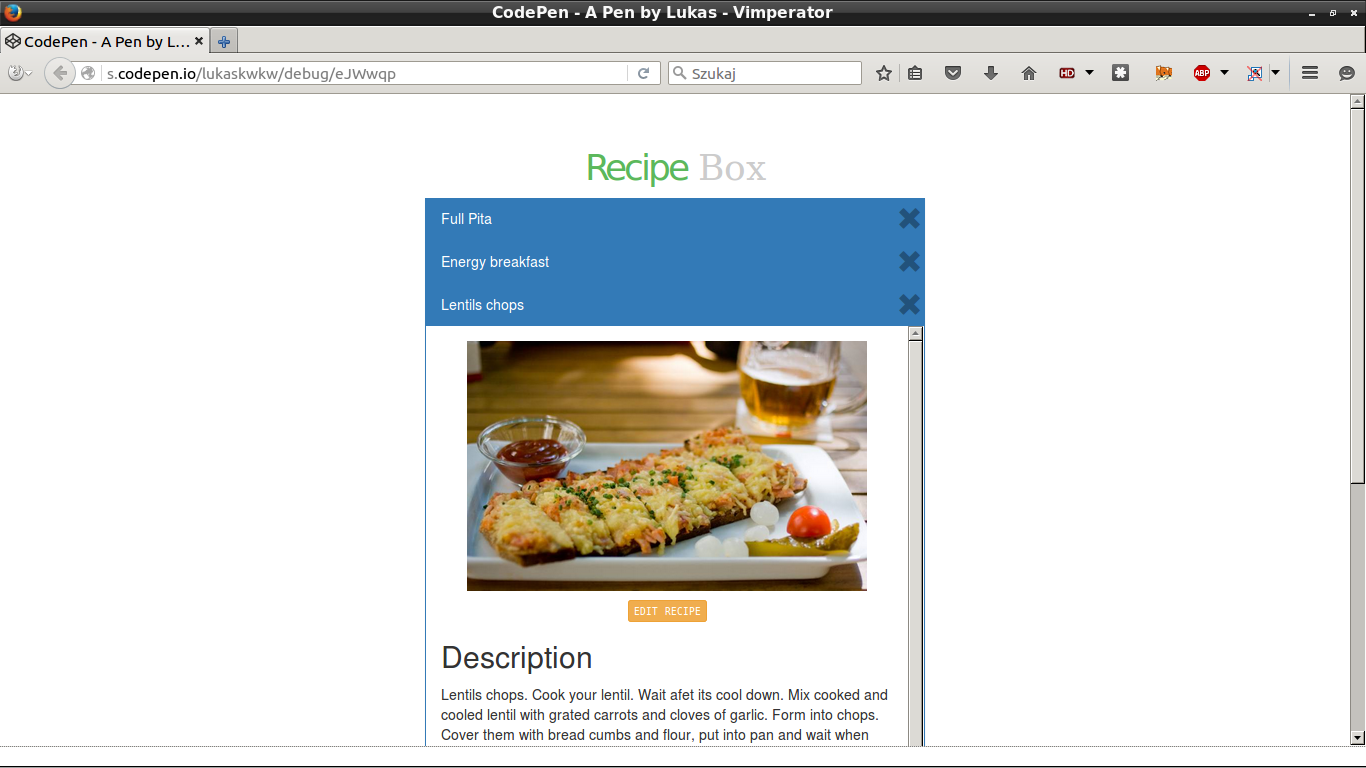 CodePen - A Pen by Lukas - Vimperator
CodePen - A Pen by L...
s.codepen.io/lukaskwkw/debug/eJWwqp
Szukaj
HD
ABP
Recipe Box
Full Pita
Energy breakfast
Lentils chops
EDIT RECIPE
Description
Lentils chops. Cook your lentil. Wait afet its cool down. Mix cooked and
cooled lentil with grated carrots and cloves of garlic. Form into chops.
Cover them with bread cumbs and flour, put into pan and wait when